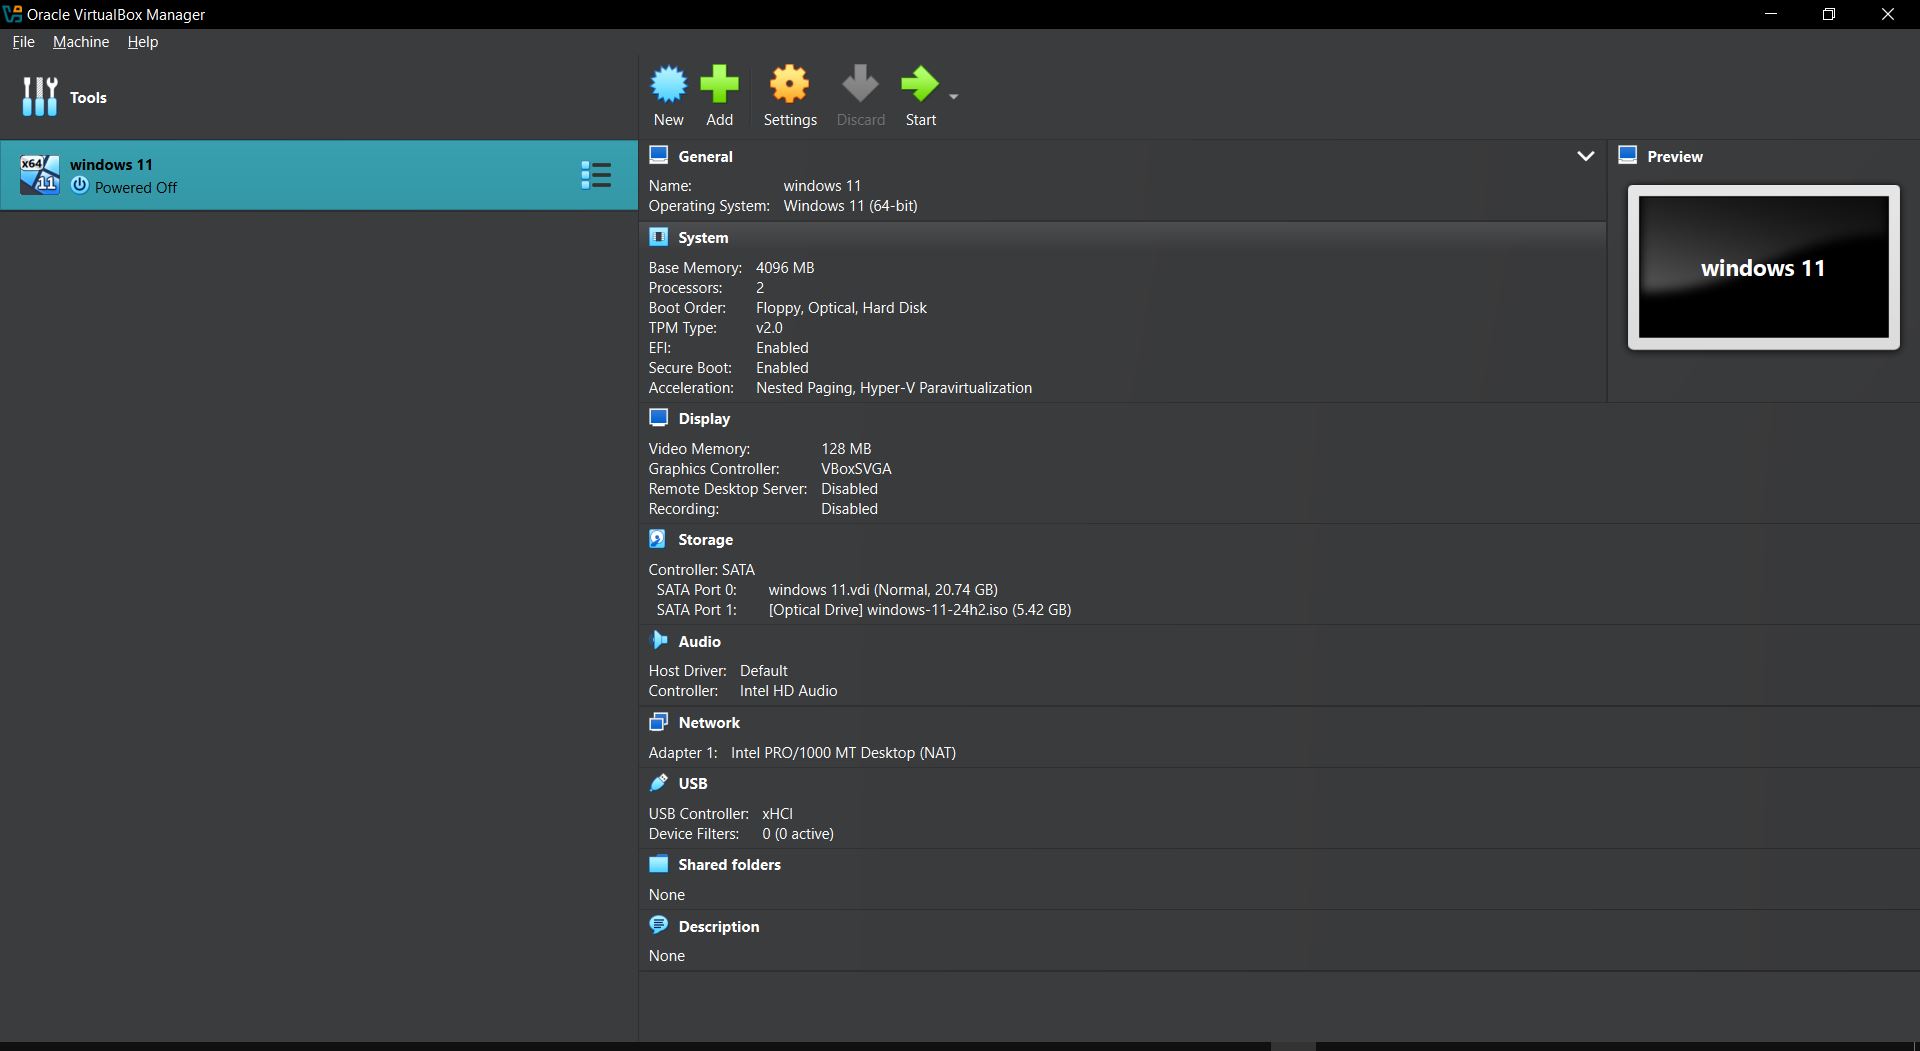 Oracle VirtualBox Manager
File Machine Help
Tools
New Add Settings Discard Start
x64 11
windows 11
Powered Off
General
Name: windows 11
Operating System: Windows 11 (64-bit)
Preview
windows 11
System
Base Memory: 4096 MB
Processors: 2
Boot Order: Floppy, Optical, Hard Disk
TPM Type: v2.0
EFI: Enabled
Secure Boot: Enabled
Acceleration: Nested Paging, Hyper-V Paravirtualization
Display
Video Memory: 128 MB
Graphics Controller: VBoxSVGA
Remote Desktop Server: Disabled
Recording: Disabled
Storage
Controller: SATA
SATA Port 0: windows 11.vdi (Normal, 20.74 GB)
SATA Port 1: [Optical Drive] windows-11-24h2.iso (5.42 GB)
Audio
Host Driver: Default
Controller: Intel HD Audio
Network
Adapter 1: Intel PRO/1000 MT Desktop (NAT)
USB
USB Controller: xHCI
Device Filters: 0 (0 active)
Shared folders
None
Description
None